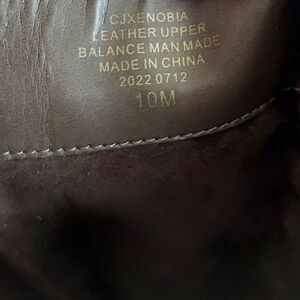 CJXENOBIA
LEATHER UPPER
BALANCE MAN MADE
MADE IN CHINA
2022 0712
10M